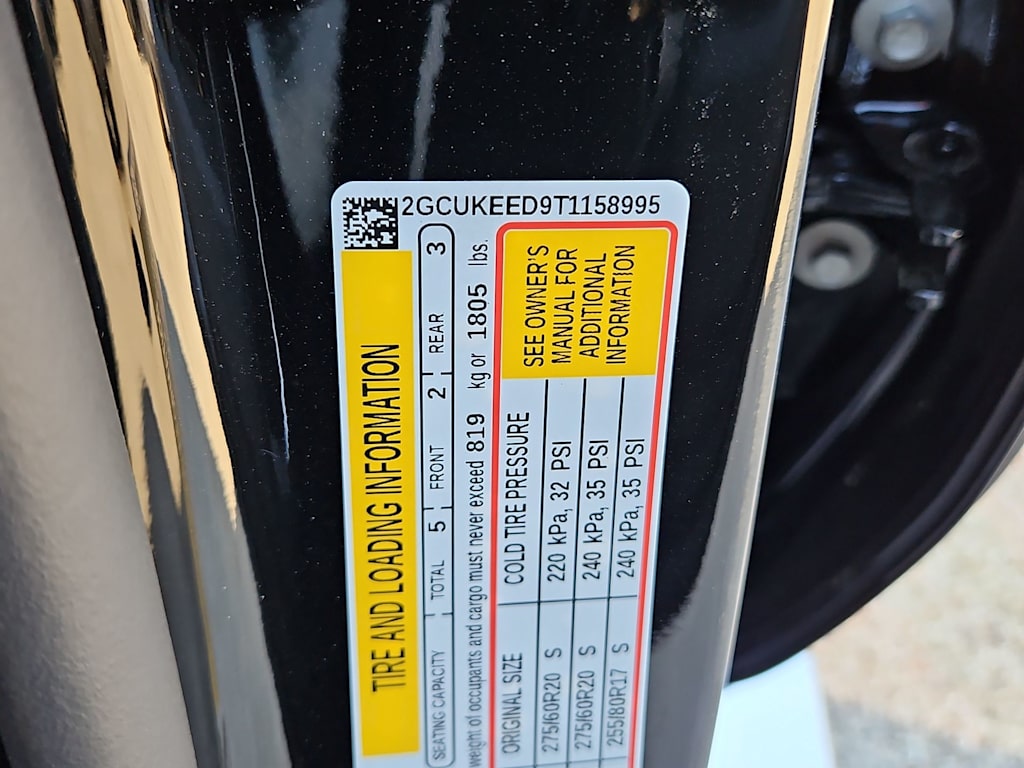 2GCUKEED9T1158995
TIRE AND LOADING INFORMATION
SEATING CAPACITY TOTAL 5 FRONT 2 REAR 3
weight of occupants and cargo must never exceed 819 kg or 1805 lbs.
ORIGINAL SIZE COLD TIRE PRESSURE
275/60R20 S 220 kPa, 32 PSI
275/60R20 S 240 kPa, 35 PSI
255/80R17 S 240 kPa, 35 PSI
SEE OWNER'S
MANUAL FOR
ADDITIONAL
INFORMATION